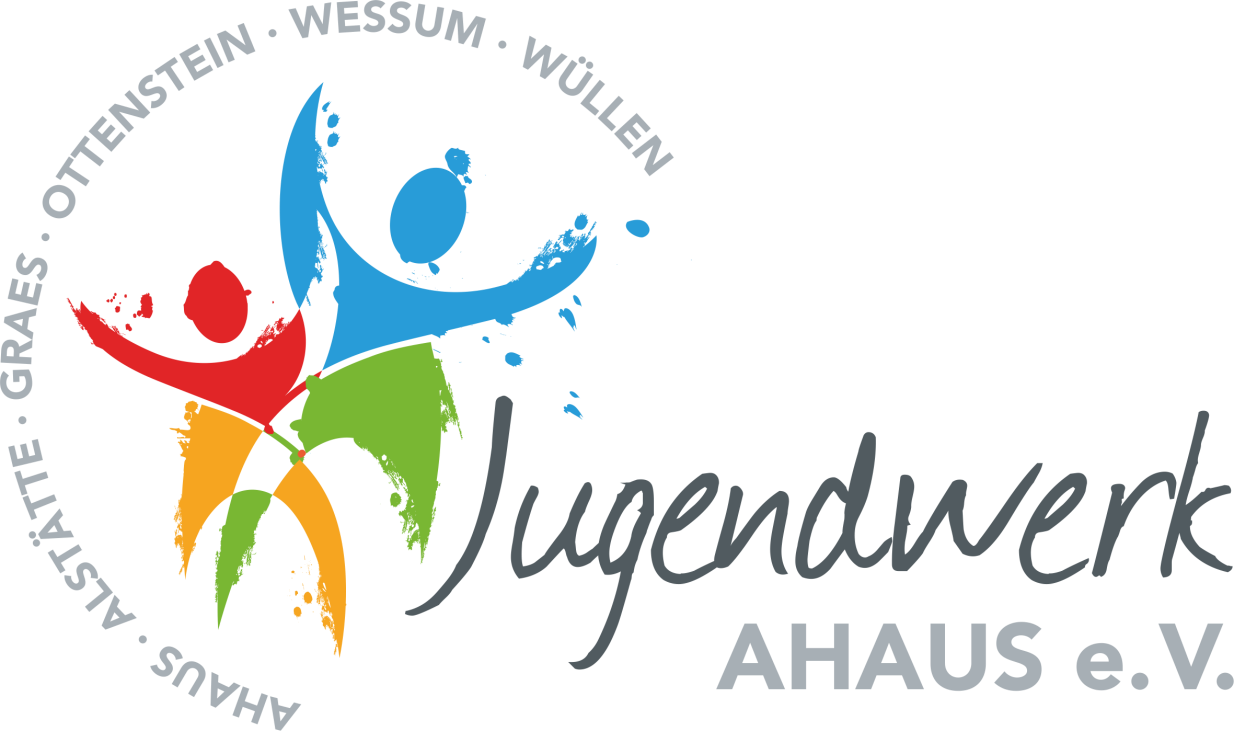 AHAUS · ALSTÄTTE · GRAES · OTTENSTEIN · WESSUM · WÜLLEN
Jugendwerk
AHAUS e.V.